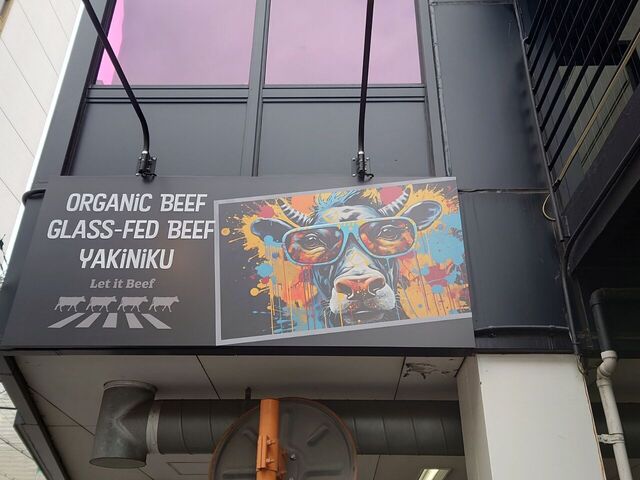 ORGANiC BEEF
GLASS-FED BEEF
YAKiNiKU
Let it Beef